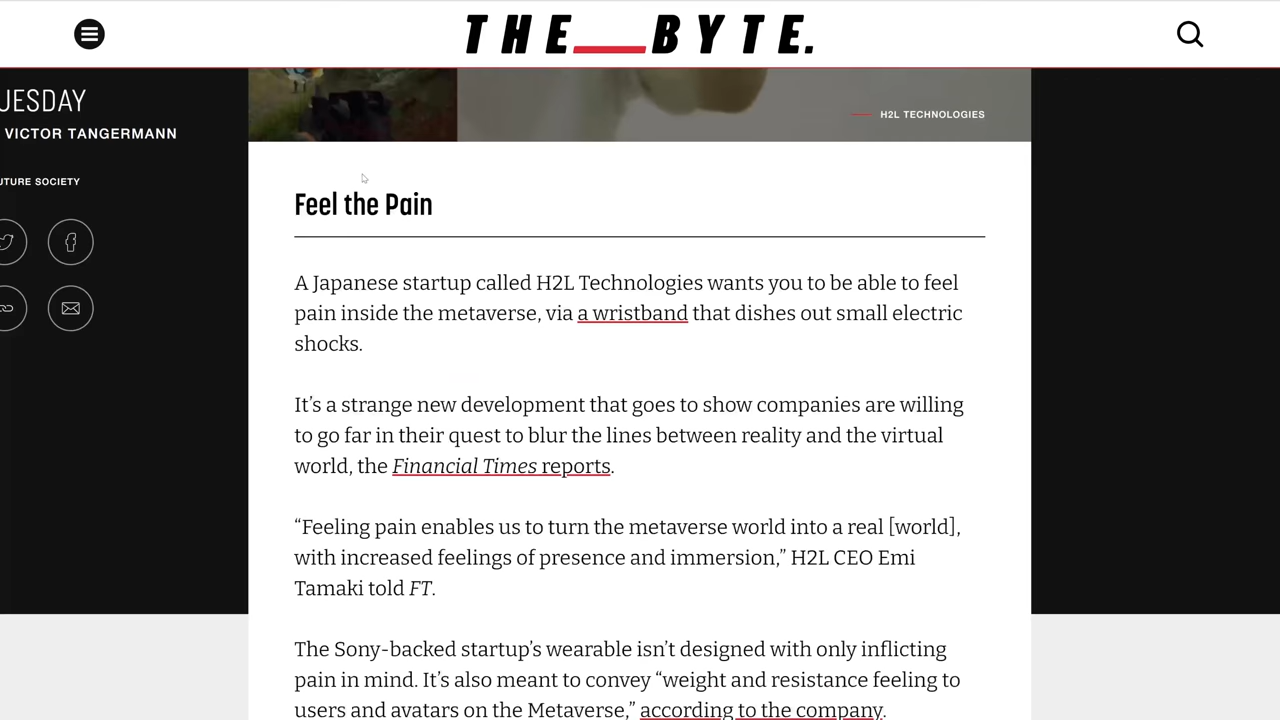 THE__BYTE.
UESDAY
VICTOR TANGERMANN
UTURE SOCIETY
H2L TECHNOLOGIES
Feel the Pain
A Japanese startup called H2L Technologies wants you to be able to feel
pain inside the metaverse, via a wristband that dishes out small electric
shocks.
It’s a strange new development that goes to show companies are willing
to go far in their quest to blur the lines between reality and the virtual
world, the Financial Times reports.
“Feeling pain enables us to turn the metaverse world into a real [world],
with increased feelings of presence and immersion,” H2L CEO Emi
Tamaki told FT.
The Sony-backed startup’s wearable isn’t designed with only inflicting
pain in mind. It’s also meant to convey “weight and resistance feeling to
users and avatars on the Metaverse,” according to the company.